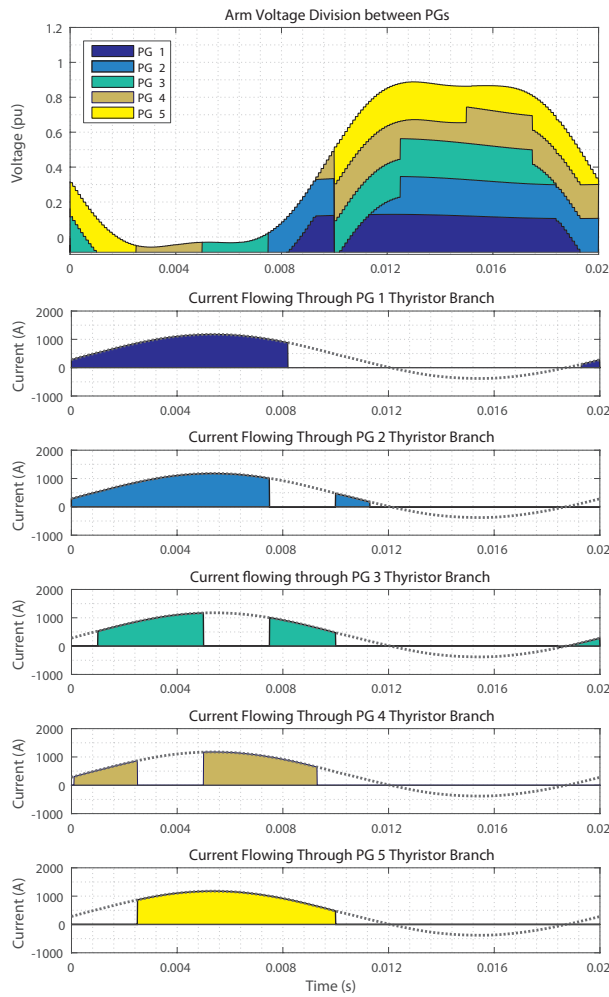 Arm Voltage Division between PGs
Voltage (pu)
1.2
1
0.8
0.6
0.4
0.2
0
PG 1
PG 2
PG 3
PG 4
PG 5
0 0.004 0.008 0.012 0.016 0.02
Current Flowing Through PG 1 Thyristor Branch
Current (A)
2000
1000
0
-1000
0 0.004 0.008 0.012 0.016 0.02
Current Flowing Through PG 2 Thyristor Branch
Current (A)
2000
1000
0
-1000
0 0.004 0.008 0.012 0.016 0.02
Current flowing through PG 3 Thyristor Branch
Current (A)
2000
1000
0
-1000
0 0.004 0.008 0.012 0.016 0.02
Current Flowing Through PG 4 Thyristor Branch
Current (A)
2000
1000
0
-1000
0 0.004 0.008 0.012 0.016 0.02
Current Flowing Through PG 5 Thyristor Branch
Current (A)
2000
1000
0
-1000
0 0.004 0.008 0.012 0.016 0.02
Time (s)